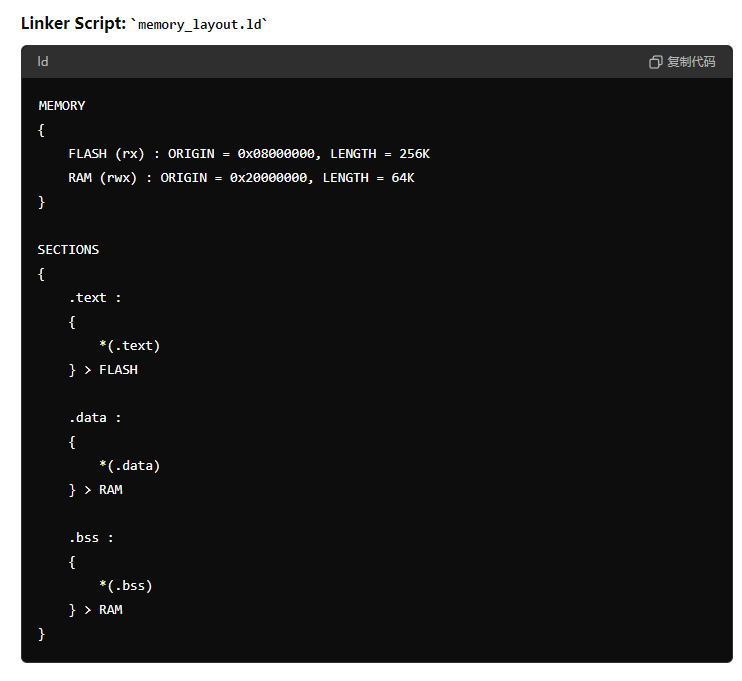 Linker Script: `memory_layout.ld`
ld
复制代码
MEMORY
{
    FLASH (rx) : ORIGIN = 0x08000000, LENGTH = 256K
    RAM (rwx) : ORIGIN = 0x20000000, LENGTH = 64K
}

SECTIONS
{
    .text :
    {
        *(.text)
    } > FLASH

    .data :
    {
        *(.data)
    } > RAM

    .bss :
    {
        *(.bss)
    } > RAM
}